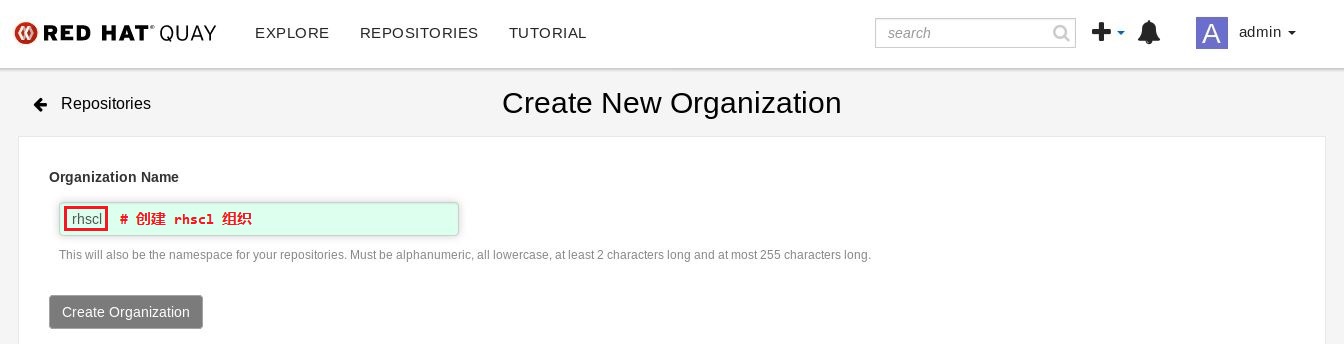 RED HAT® QUAY EXPLORE REPOSITORIES TUTORIAL search A admin
Repositories Create New Organization
Organization Name
rhscl # 创建 rhscl 组织
This will also be the namespace for your repositories. Must be alphanumeric, all lowercase, at least 2 characters long and at most 255 characters long.
Create Organization